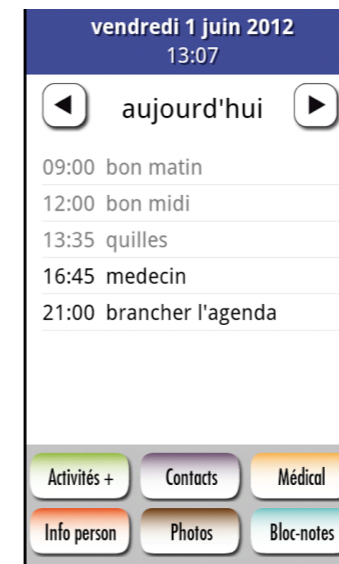 vendredi 1 juin 2012
13:07
aujourd'hui
09:00 bon matin
12:00 bon midi
13:35 quilles
16:45 medecin
21:00 brancher l'agenda
Activités + Contacts Médical
Info person Photos Bloc-notes